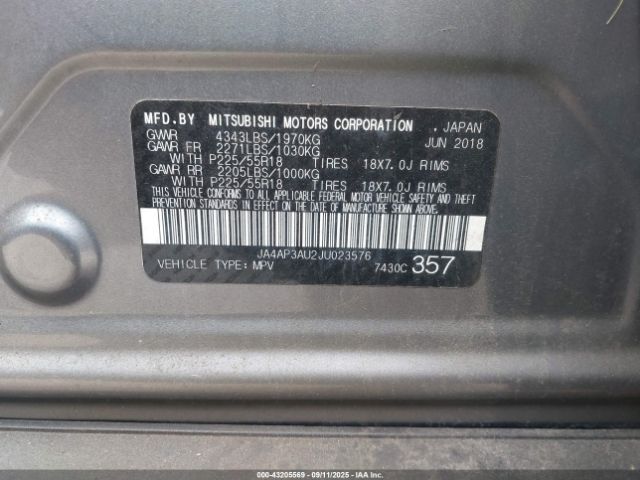 MFD.BY MITSUBISHI MOTORS CORPORATION , JAPAN
GVWR 4343LBS/1970KG JUN 2018
GAWR FR 2271LBS/1030KG
WITH P225/55R18 TIRES 18X7.0J RIMS
GAWR RR 2205LBS/1000KG
WITH P225/55R18 TIRES 18X7.0J RIMS
THIS VEHICLE CONFORMS TO ALL APPLICABLE FEDERAL MOTOR VEHICLE SAFETY AND THEFT
PREVENTION STANDARDS IN EFFECT ON THE DATE OF MANUFACTURE SHOWN ABOVE.
JA4AP3AU2JU023576
VEHICLE TYPE: MPV 7430C 357
000-43205569 - 09/11/2025 - IAAI.COM